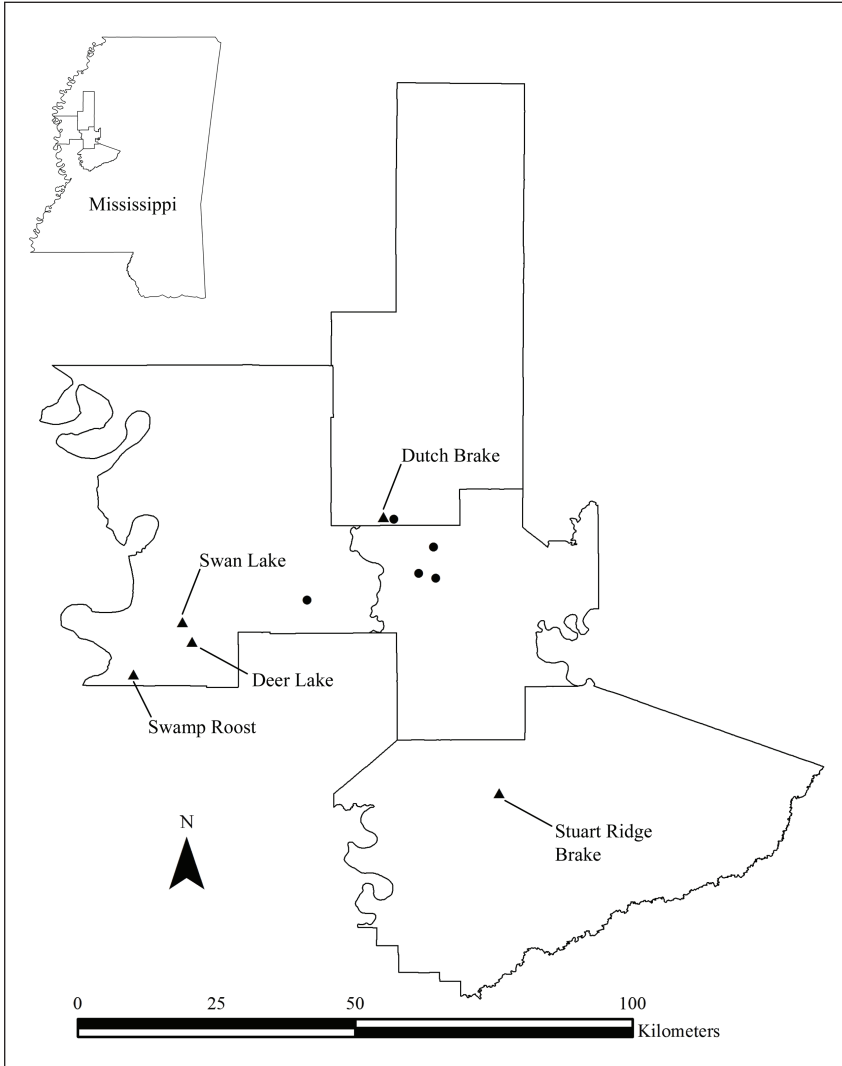 Mississippi
Dutch Brake
Swan Lake
Deer Lake
Swamp Roost
Stuart Ridge
Brake
N
0 25 50 100
Kilometers